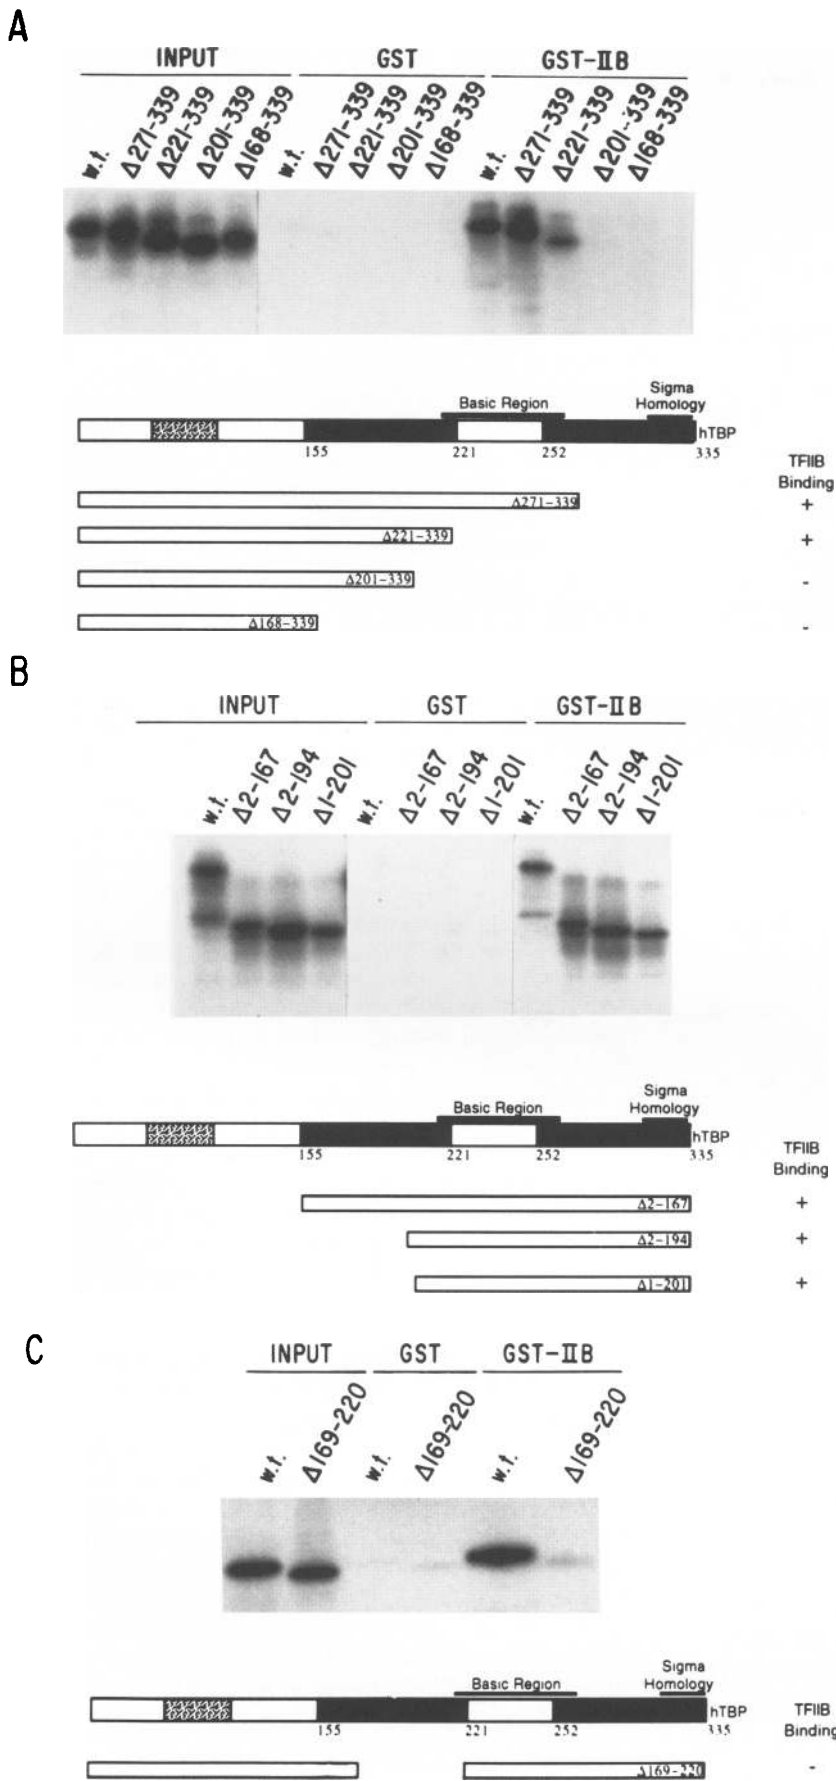 A
INPUT GST GST-IIB
w.t. Δ271-339 Δ221-339 Δ201-339 Δ168-339 w.t. Δ271-339 Δ221-339 Δ201-339 Δ168-339 w.t. Δ271-339 Δ221-339 Δ201-339 Δ168-339
Basic Region
Sigma
Homology
hTBP
155 221 252 335
TFIIB
Binding
Δ271-339 +
Δ221-339 +
Δ201-339 -
Δ168-339 -
B
INPUT GST GST-IIB
w.t. Δ2-167 Δ2-194 Δ1-201 w.t. Δ2-167 Δ2-194 Δ1-201 w.t. Δ2-167 Δ2-194 Δ1-201
Basic Region
Sigma
Homology
hTBP
155 221 252 335
TFIIB
Binding
Δ2-167 +
Δ2-194 +
Δ1-201 +
C
INPUT GST GST-IIB
w.t. Δ169-220 w.t. Δ169-220 w.t. Δ169-220
Basic Region
Sigma
Homology
hTBP
155 221 252 335
TFIIB
Binding
Δ169-220 -